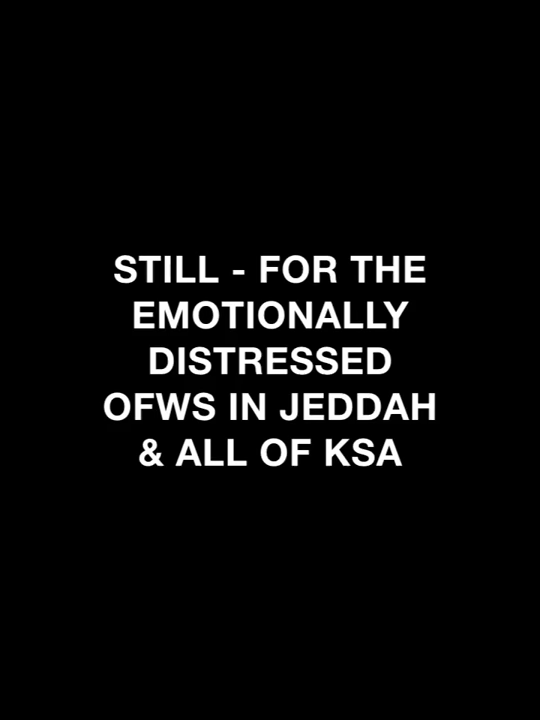 STILL - FOR THE
EMOTIONALLY
DISTRESSED
OFWS IN JEDDAH
& ALL OF KSA